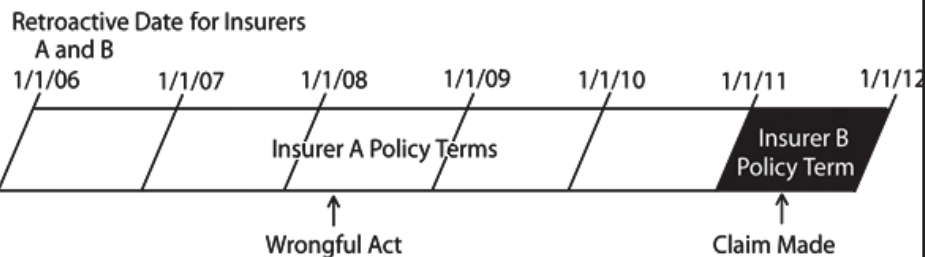 Retroactive Date for Insurers
A and B
1/1/06 1/1/07 1/1/08 1/1/09 1/1/10 1/1/11 1/1/12
Insurer A Policy Terms
Insurer B
Policy Term
Wrongful Act
Claim Made